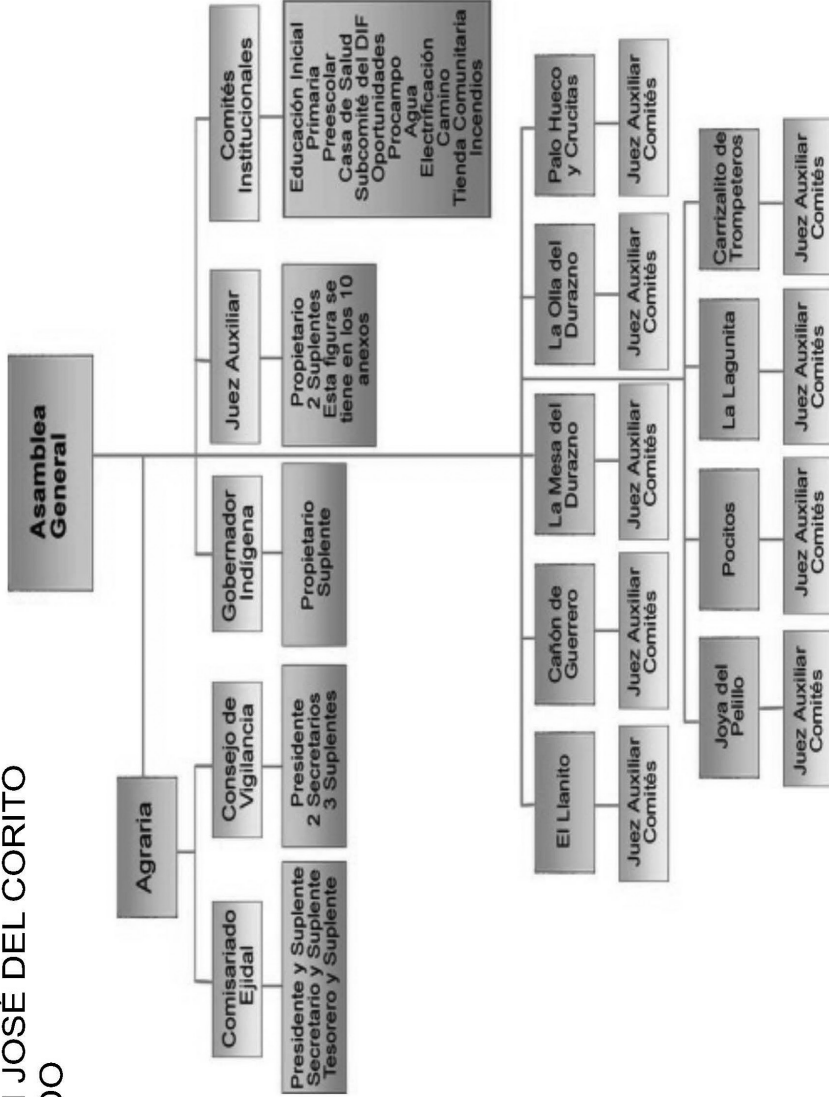 JOSÉ DEL CORITO
Asamblea
General
Agraria
Comisariado
Ejidal
Presidente y Suplente
Secretario y Suplente
Tesorero y Suplente
Consejo de
Vigilancia
Presidente
2 Secretarios
3 Suplentes
Gobernador
Indígena
Propietario
Suplente
Juez Auxiliar
Propietario
2 Suplentes
Esta figura se
tiene en los 10
anexos
Comités
Institucionales
Educación Inicial
Primaria
Preescolar
Casa de Salud
Subcomité del DIF
Oportunidades
Procampo
Agua
Electrificación
Camino
Tienda Comunitaria
Incendios
El Llanito
Juez Auxiliar
Comités
Cañón de
Guerrero
Juez Auxiliar
Comités
La Mesa del
Durazno
Juez Auxiliar
Comités
La Olla del
Durazno
Juez Auxiliar
Comités
Palo Hueco
y Crucitas
Juez Auxiliar
Comités
Joya del
Pelillo
Juez Auxiliar
Comités
Pocitos
Juez Auxiliar
Comités
La Lagunita
Juez Auxiliar
Comités
Carrizalito de
Trompeteros
Juez Auxiliar
Comités